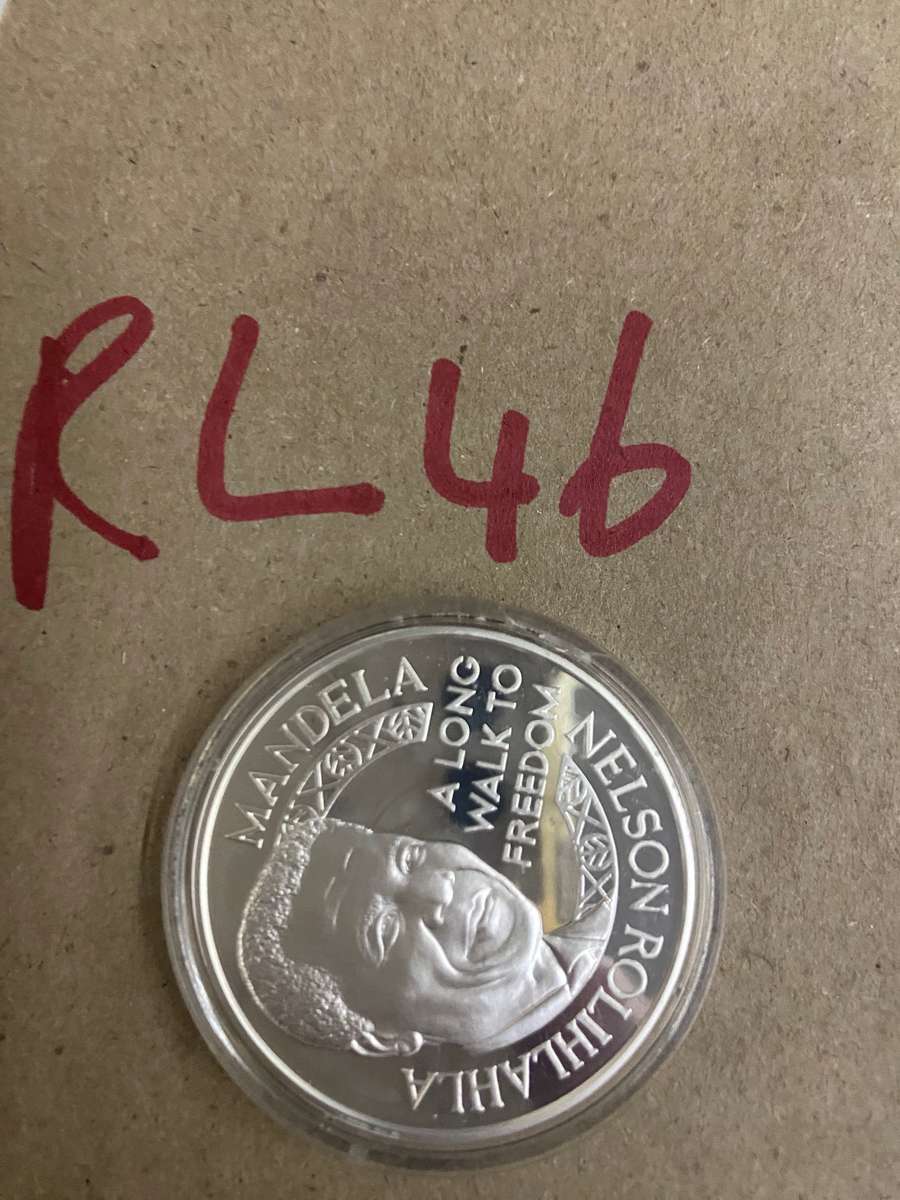 RL46
NELSON ROLIHLAHLA MANDELA
A LONG
WALK TO
FREEDOM